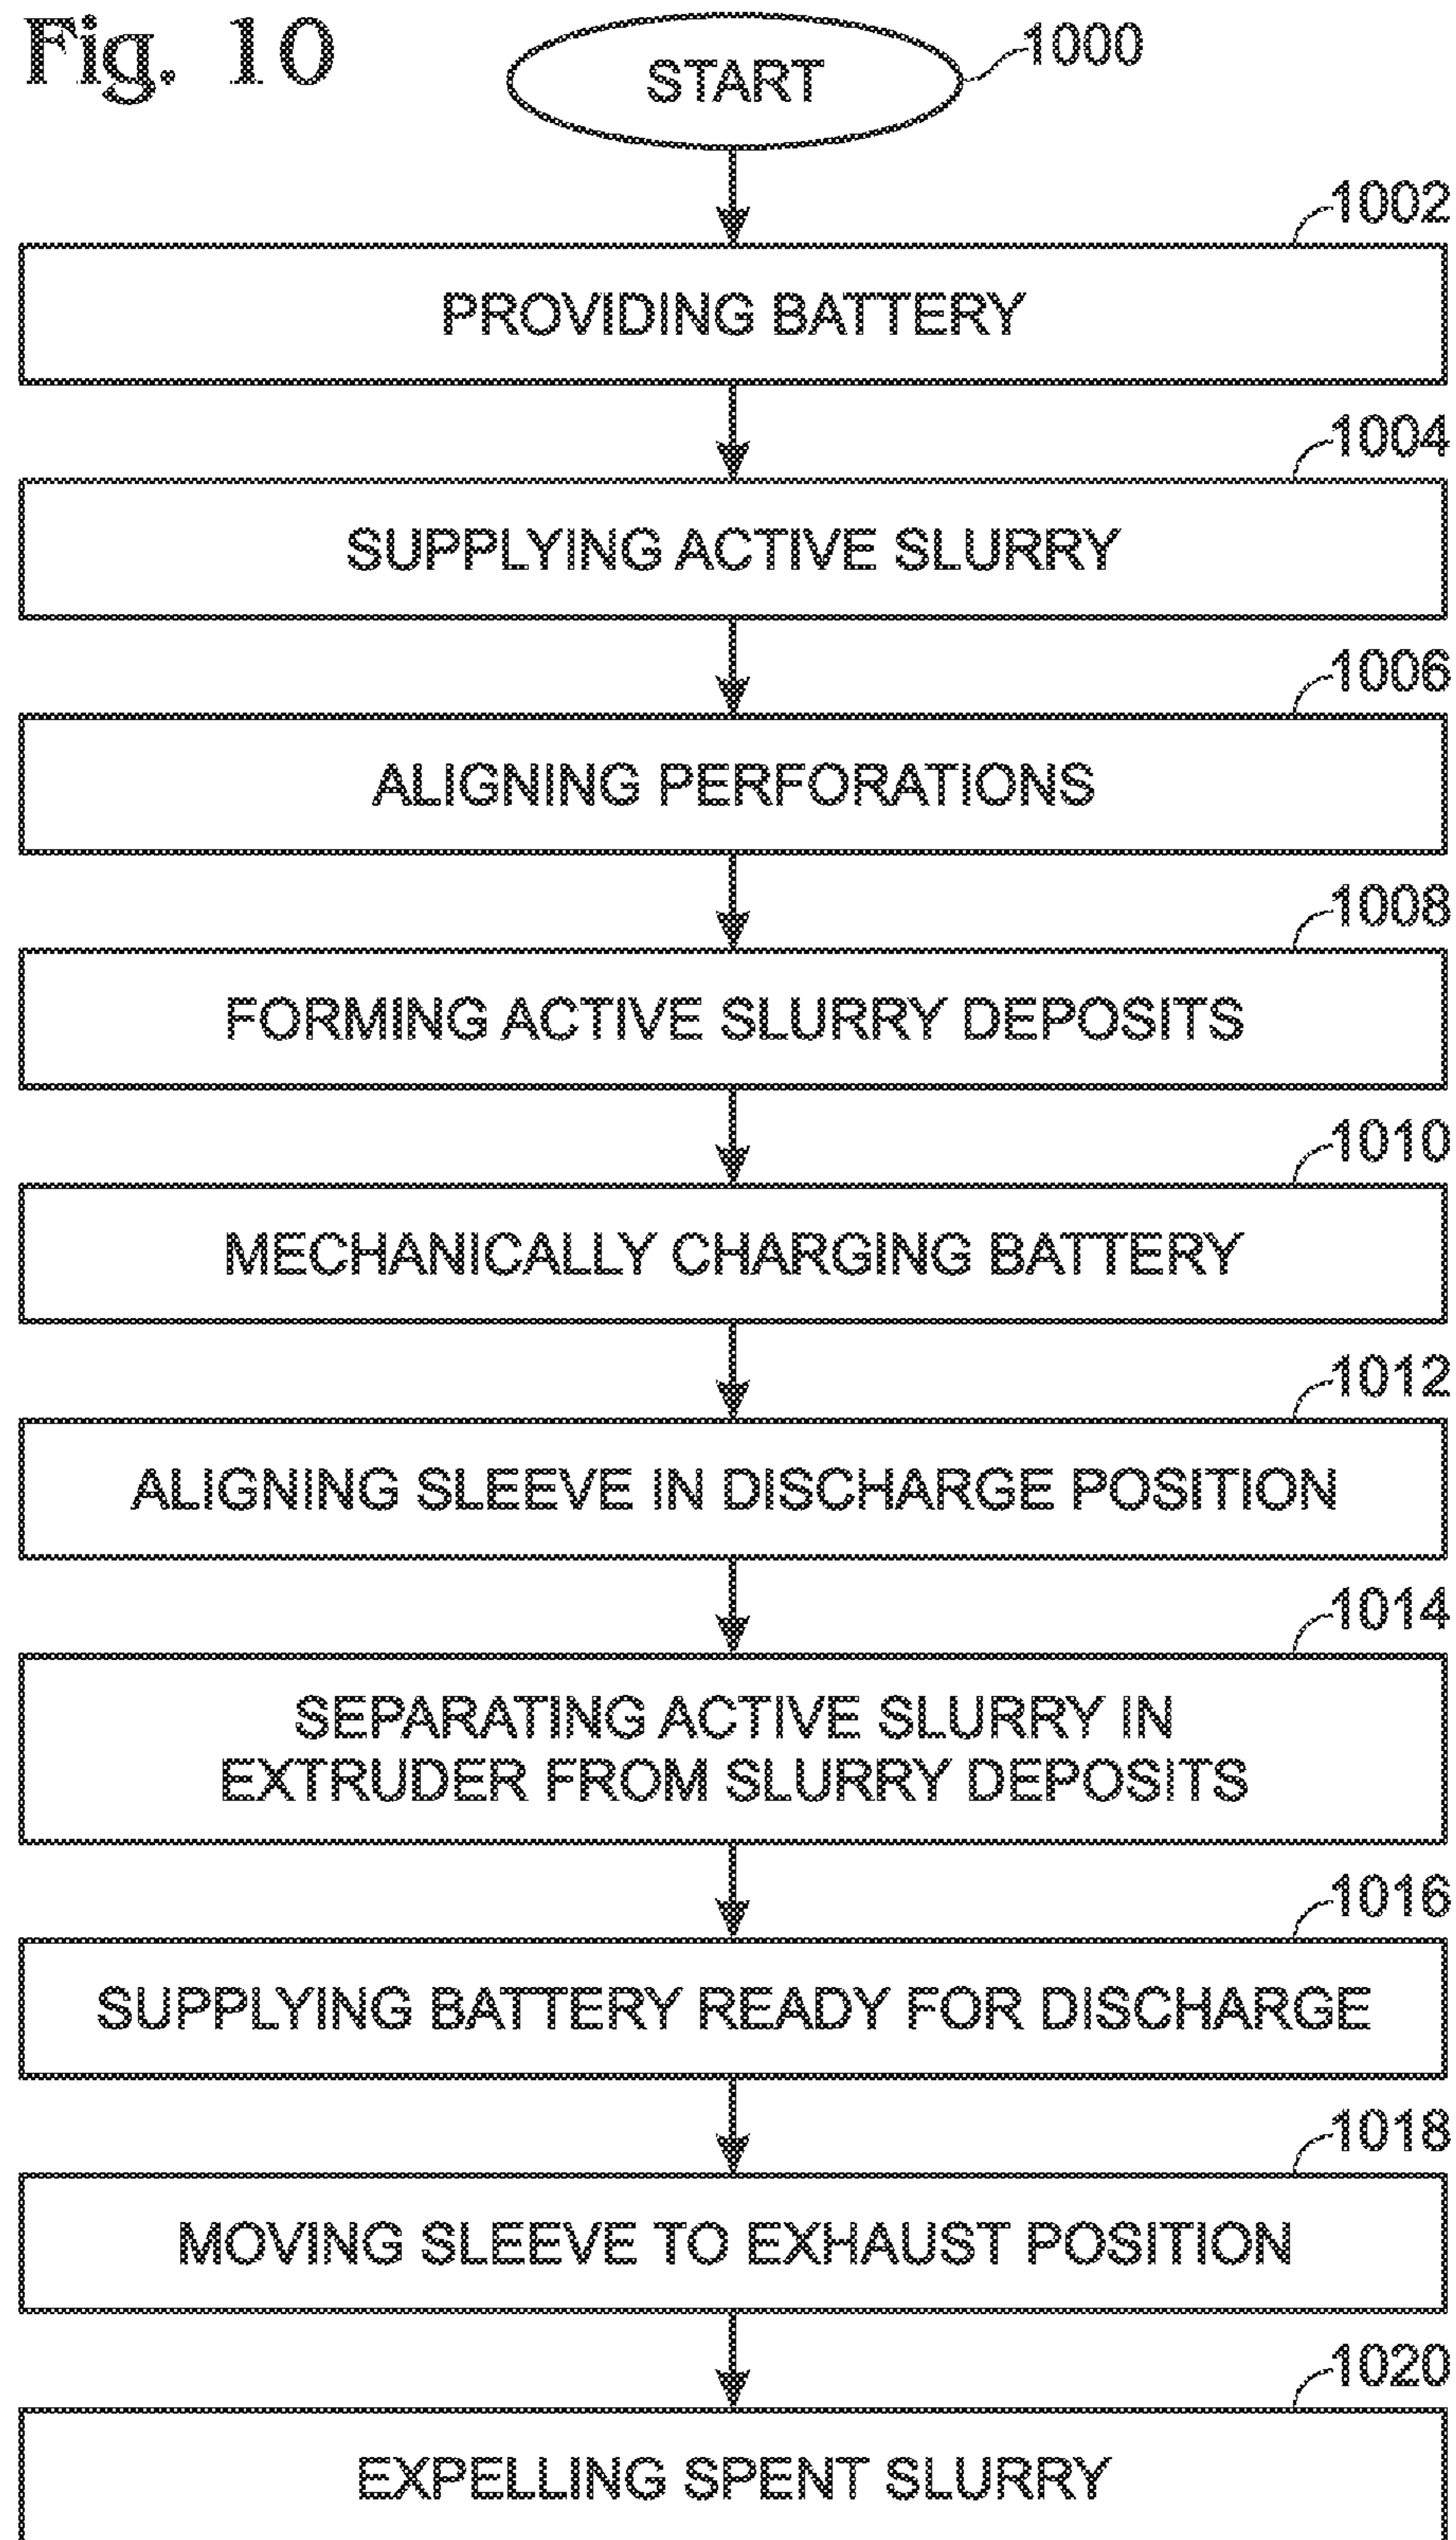 Fig. 10
START
1000
1002
PROVIDING BATTERY
1004
SUPPLYING ACTIVE SLURRY
1006
ALIGNING PERFORATIONS
1008
FORMING ACTIVE SLURRY DEPOSITS
1010
MECHANICALLY CHARGING BATTERY
1012
ALIGNING SLEEVE IN DISCHARGE POSITION
1014
SEPARATING ACTIVE SLURRY IN
EXTRUDER FROM SLURRY DEPOSITS
1016
SUPPLYING BATTERY READY FOR DISCHARGE
1018
MOVING SLEEVE TO EXHAUST POSITION
1020
EXPELLING SPENT SLURRY